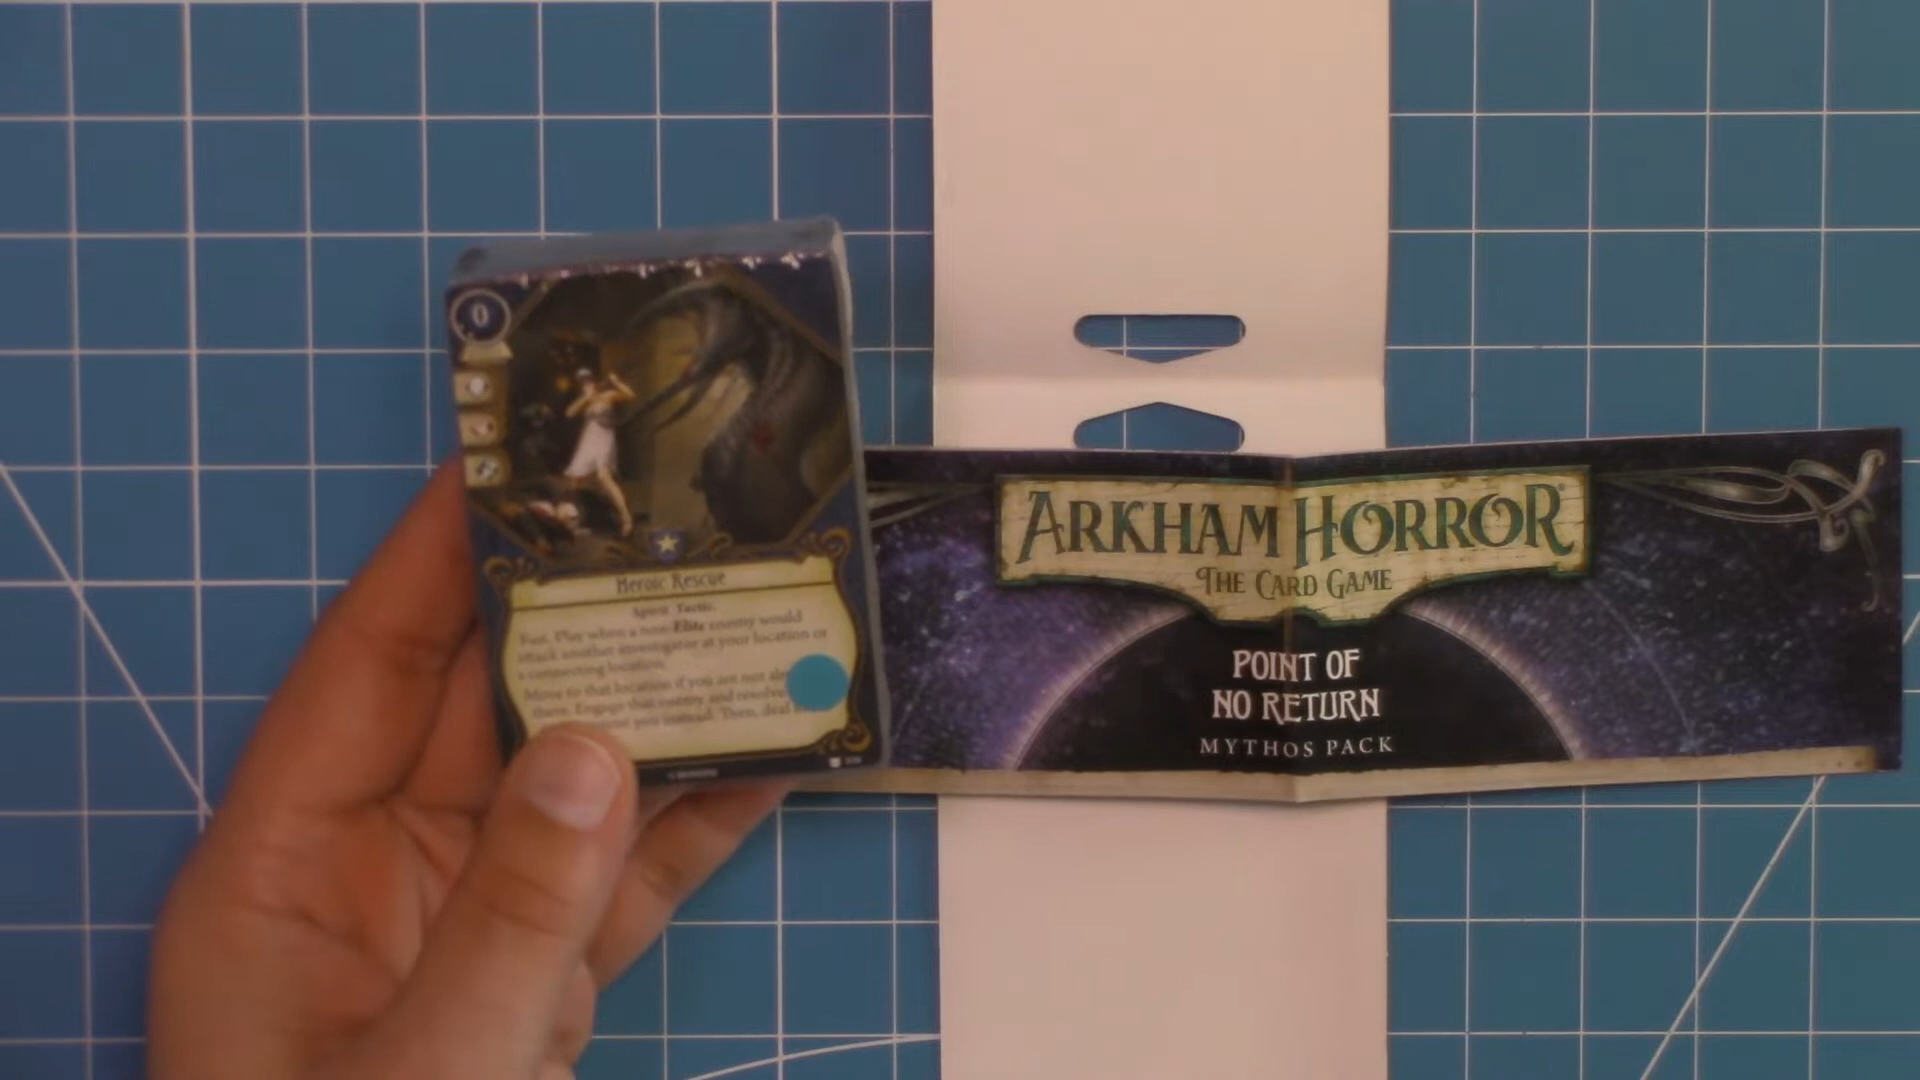 0
Heroic Rescue
Spirit. Tactic.
Fast. Play when a non-Elite enemy would
attack another investigator at your location or
a connecting location.
Move to that location if you are not
there. Engage that enemy and resolve
you instead. Then, deal
ARKHAM HORROR
THE CARD GAME
POINT OF
NO RETURN
MYTHOS PACK